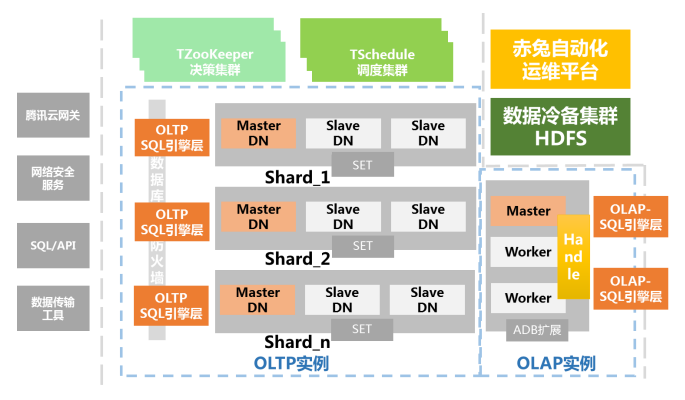 TZooKeeper
决策集群
TSchedule
调度集群
赤兔自动化
运维平台
数据冷备集群
HDFS
腾讯云网关
网络安全
服务
SQL/API
数据传输
工具
数据库防火墙
OLTP
SQL引擎层
Master
DN
Slave
DN
Slave
DN
SET
Shard_1
OLTP
SQL引擎层
Master
DN
Slave
DN
Slave
DN
SET
Shard_2
OLTP
SQL引擎层
Master
DN
Slave
DN
Slave
DN
SET
Shard_n
OLTP实例
Master
Worker
Worker
Ha
nd
le
ADB扩展
OLAP-
SQL引擎层
OLAP-
SQL引擎层
OLAP实例